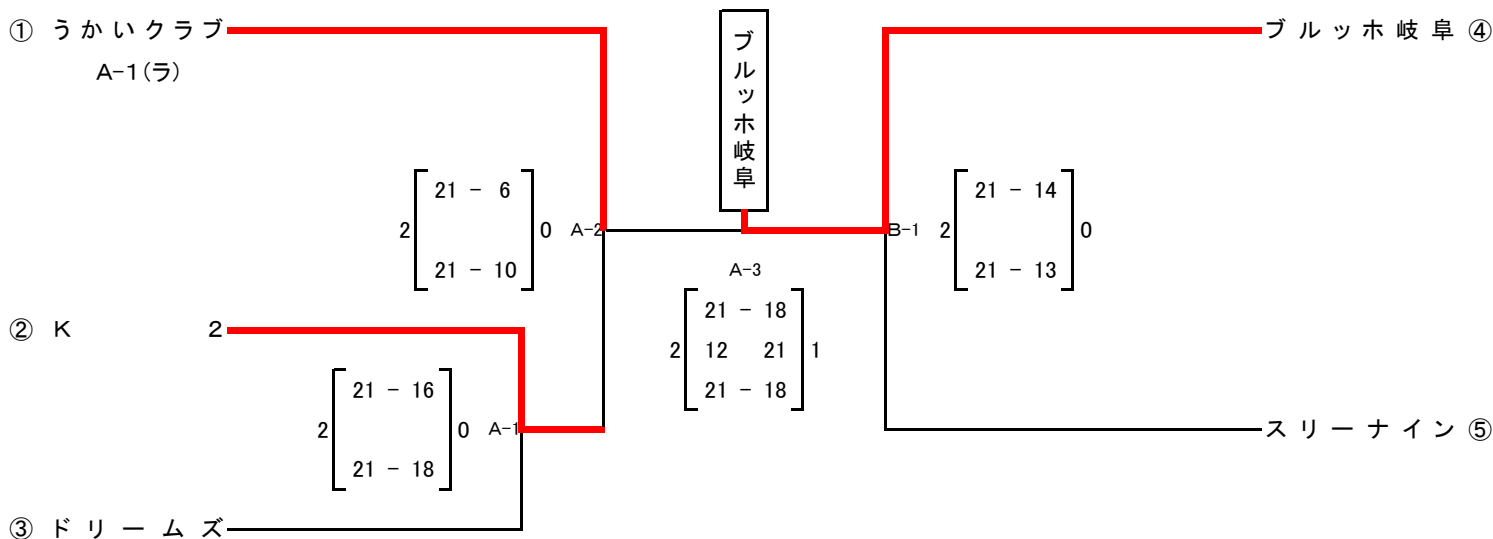 ① うかいクラブ
A-1(ラ)
ブルッホ岐阜
ブルッホ岐阜 ④
21 - 6
2 0 A-2
21 - 10
B-1
21 - 14
2 0
21 - 13
A-3
21 - 18
2 12 21 1
21 - 18
② K 2
21 - 16
2 0 A-1
21 - 18
スリーナイン ⑤
③ ドリームズ